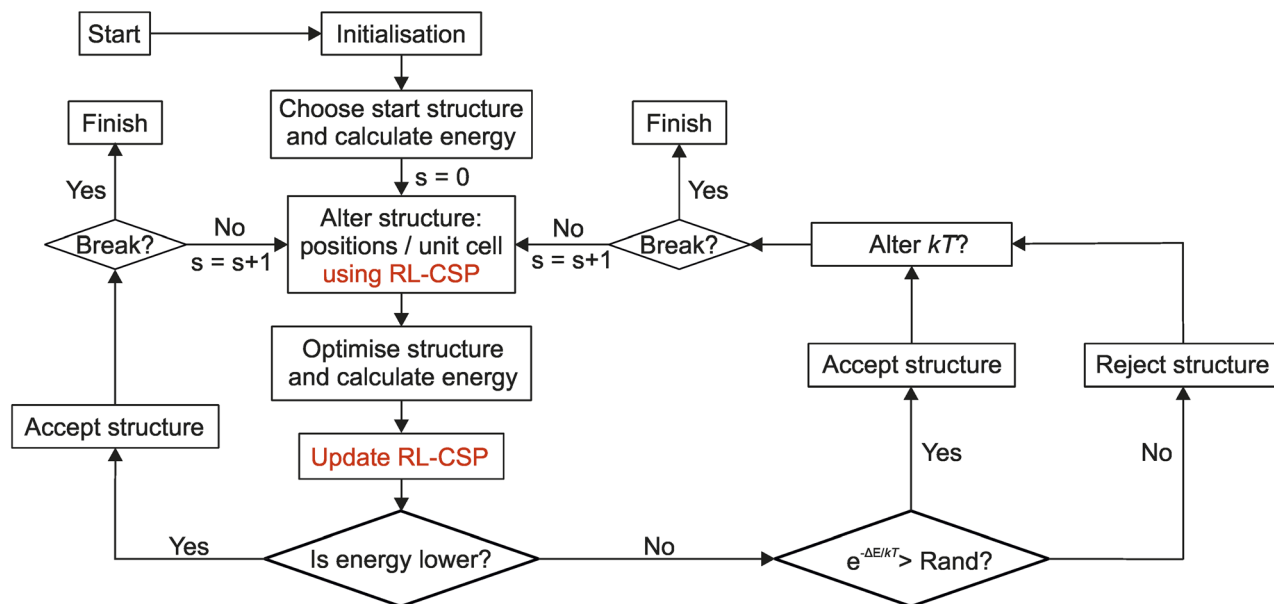 Start
Initialisation
Choose start structure
and calculate energy
s = 0
Finish
Yes
Break?
No
s = s+1
Alter structure:
positions / unit cell
using RL-CSP
Finish
Yes
No
s = s+1
Break?
Alter kT?
Optimise structure
and calculate energy
Accept structure
Reject structure
Accept structure
Update RL-CSP
Yes
No
Yes
Is energy lower?
No
e^-ΔE/kT > Rand?